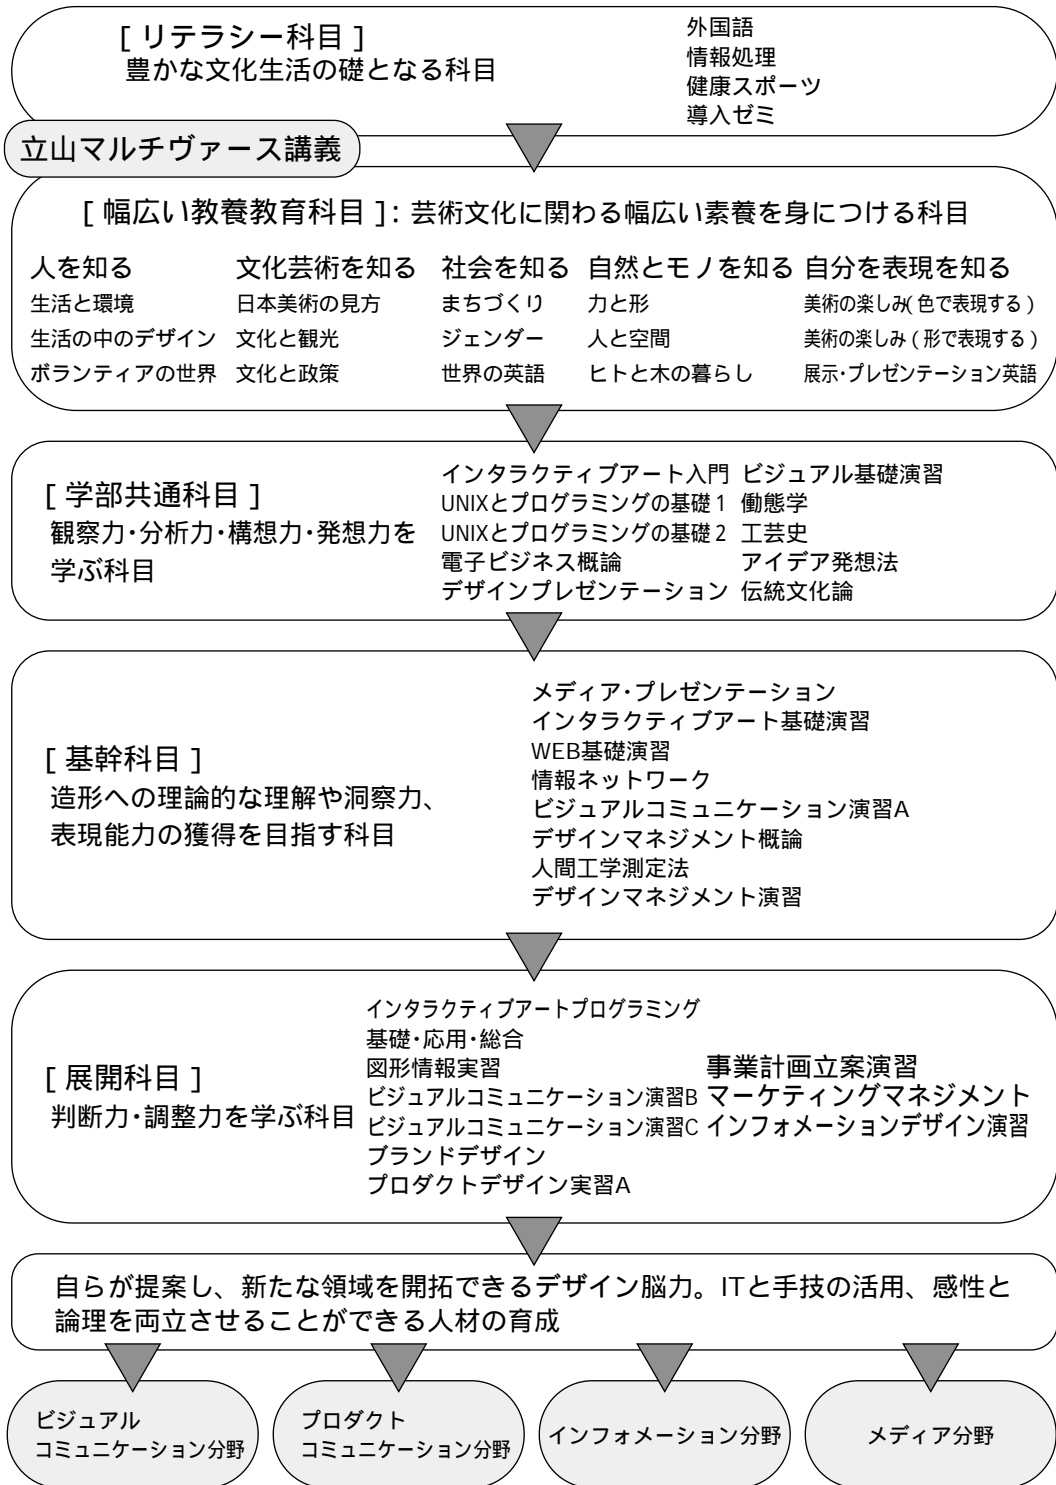 [ リテラシー科目 ]
豊かな文化生活の礎となる科目
外国語
情報処理
健康スポーツ
導入ゼミ
立山マルチヴァース講義
[ 幅広い教養教育科目 ]：芸術文化に関わる幅広い素養を身につける科目
人を知る
生活と環境
生活の中のデザイン
ボランティアの世界
文化芸術を知る
日本美術の見方
文化と観光
文化と政策
社会を知る
まちづくり
ジェンダー
世界の英語
自然とモノを知る
力と形
人と空間
ヒトと木の暮らし
自分を表現を知る
美術の楽しみ( 色で表現する )
美術の楽しみ ( 形で表現する )
展示・プレゼンテーション英語
[ 学部共通科目 ]
観察力・分析力・構想力・発想力を
学ぶ科目
インタラクティブアート入門
UNIXとプログラミングの基礎 1
UNIXとプログラミングの基礎 2
電子ビジネス概論
デザインプレゼンテーション
ビジュアル基礎演習
働態学
工芸史
アイデア発想法
伝統文化論
[ 基幹科目 ]
造形への理論的な理解や洞察力、
表現能力の獲得を目指す科目
メディア・プレゼンテーション
インタラクティブアート基礎演習
WEB基礎演習
情報ネットワーク
ビジュアルコミュニケーション演習A
デザインマネジメント概論
人間工学測定法
デザインマネジメント演習
[ 展開科目 ]
判断力・調整力を学ぶ科目
インタラクティブアートプログラミング
基礎・応用・総合
図形情報実習
ビジュアルコミュニケーション演習B
ビジュアルコミュニケーション演習C
ブランドデザイン
プロダクトデザイン実習A
事業計画立案演習
マーケティングマネジメント
インフォメーションデザイン演習
自らが提案し、新たな領域を開拓できるデザイン脳力。ITと手技の活用、感性と
論理を両立させることができる人材の育成
ビジュアル
コミュニケーション分野
プロダクト
コミュニケーション分野
インフォメーション分野
メディア分野